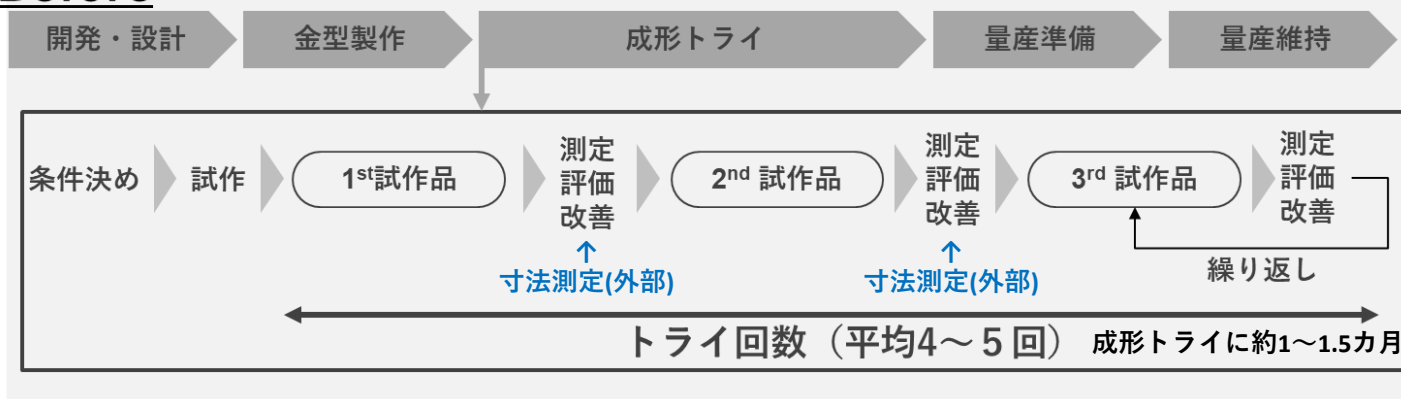 Before
開発・設計
金型製作
成形トライ
量産準備
量産維持
条件決め
試作
1st試作品
測定
評価
改善
2nd 試作品
測定
評価
改善
3rd 試作品
測定
評価
改善
↑
寸法測定(外部)
↑
寸法測定(外部)
繰り返し
トライ回数（平均4～５回）
成形トライに約1～1.5カ月